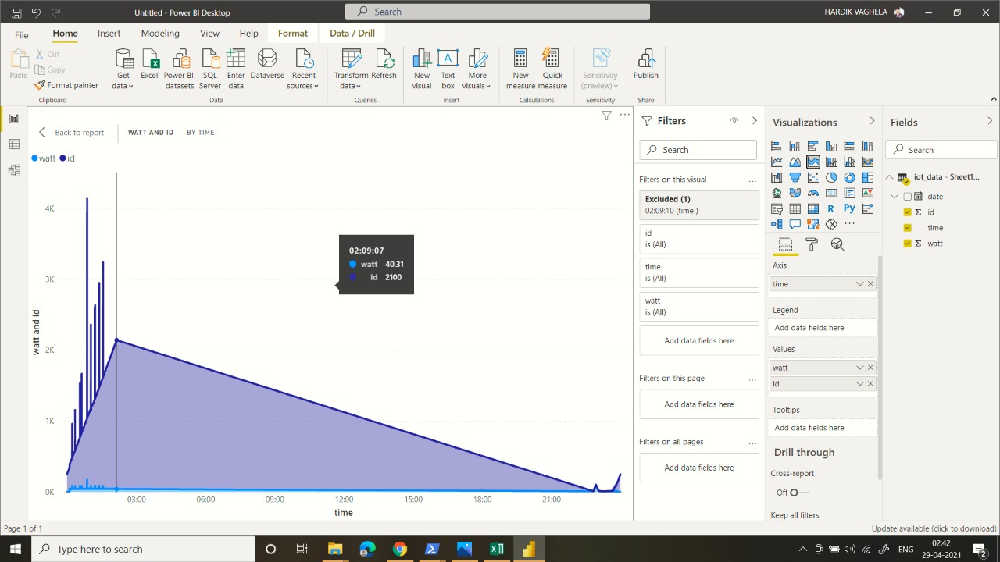 Untitled - Power BI Desktop
Search
HARDIK VAGHELA
File
Home
Insert
Modeling
View
Help
Format
Data / Drill
Paste
Cut
Copy
Format painter
Clipboard
Get data
Excel
Power BI datasets
SQL Server
Enter data
Dataverse
Recent sources
Data
Transform data
Refresh
Queries
New visual
Text box
More visuals
Insert
New measure
Quick measure
Calculations
Sensitivity (preview)
Sensitivity
Publish
Share
Back to report
WATT AND ID
BY TIME
watt
id
4K
3K
2K
1K
0K
watt and id
02:09:07
watt 40.31
id 2100
03:00
06:00
09:00
12:00
15:00
18:00
21:00
time
Filters
Search
Filters on this visual
...
Excluded (1)
02:09:10 (time )
id
is (All)
time
is (All)
watt
is (All)
Add data fields here
Filters on this page
...
Add data fields here
Filters on all pages
...
Add data fields here
Visualizations
R
Py
...
Axis
time
Legend
Add data fields here
Values
watt
id
Tooltips
Add data fields here
Drill through
Cross-report
Off
Keep all filters
Fields
Search
iot_data - Sheet1...
date
Σ id
time
Σ watt
Page 1 of 1
Update available (click to download)
Type here to search
ENG
02:42
29-04-2021
2